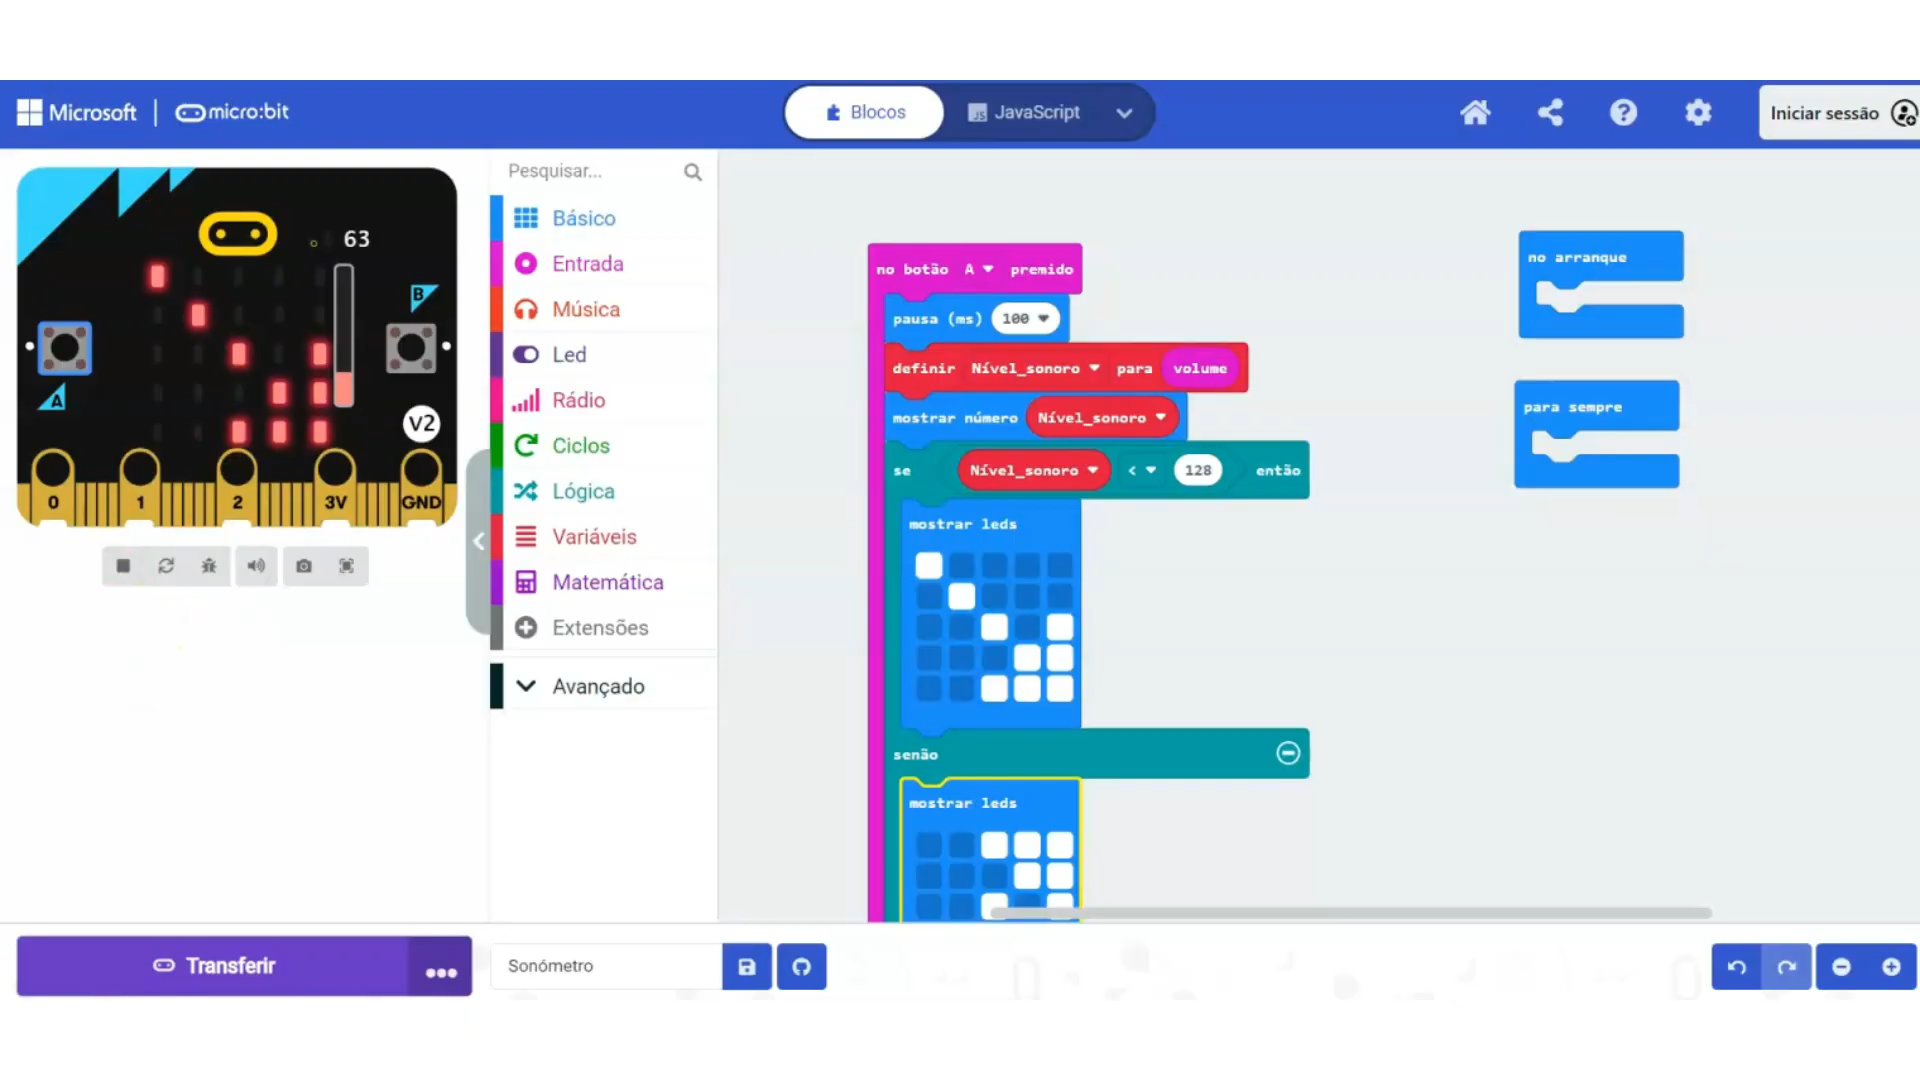 Microsoft | micro:bit
Blocos
JavaScript
Iniciar sessão
63
B
A
V2
0 1 2 3V GND
Pesquisar...
Básico
Entrada
Música
Led
Rádio
Ciclos
Lógica
Variáveis
Matemática
Extensões
Avançado
no botão A premido
pausa (ms) 100
definir Nível_sonoro para volume
mostrar número Nível_sonoro
se Nível_sonoro < 128 então
mostrar leds
senão
mostrar leds
no arranque
para sempre
Transferir
Sonómetro